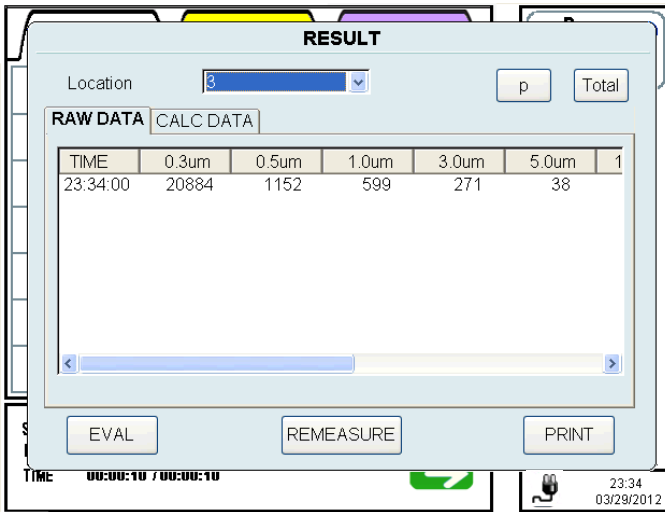 RESULT
Location 3 p Total
RAW DATA CALC DATA
TIME 0.3um 0.5um 1.0um 3.0um 5.0um 1
23:34:00 20884 1152 599 271 38
EVAL REMEASURE PRINT
TIME 00:00:10 / 00:00:10
23:34
03/29/2012